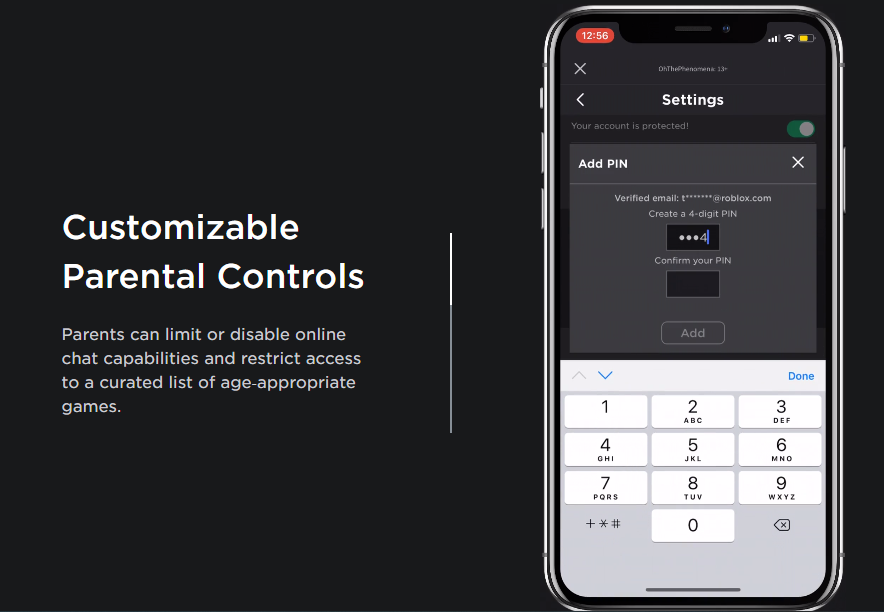 Customizable
Parental Controls
Parents can limit or disable online
chat capabilities and restrict access
to a curated list of age-appropriate
games.
12:56
OhThePhenomena: 13+
Settings
Your account is protected!
Add PIN
Verified email: t*******@roblox.com
Create a 4-digit PIN
•••4
Confirm your PIN
Add
Done
1 2 3
ABC DEF
4 5 6
GHI JKL MNO
7 8 9
PQRS TUV WXYZ
+*# 0